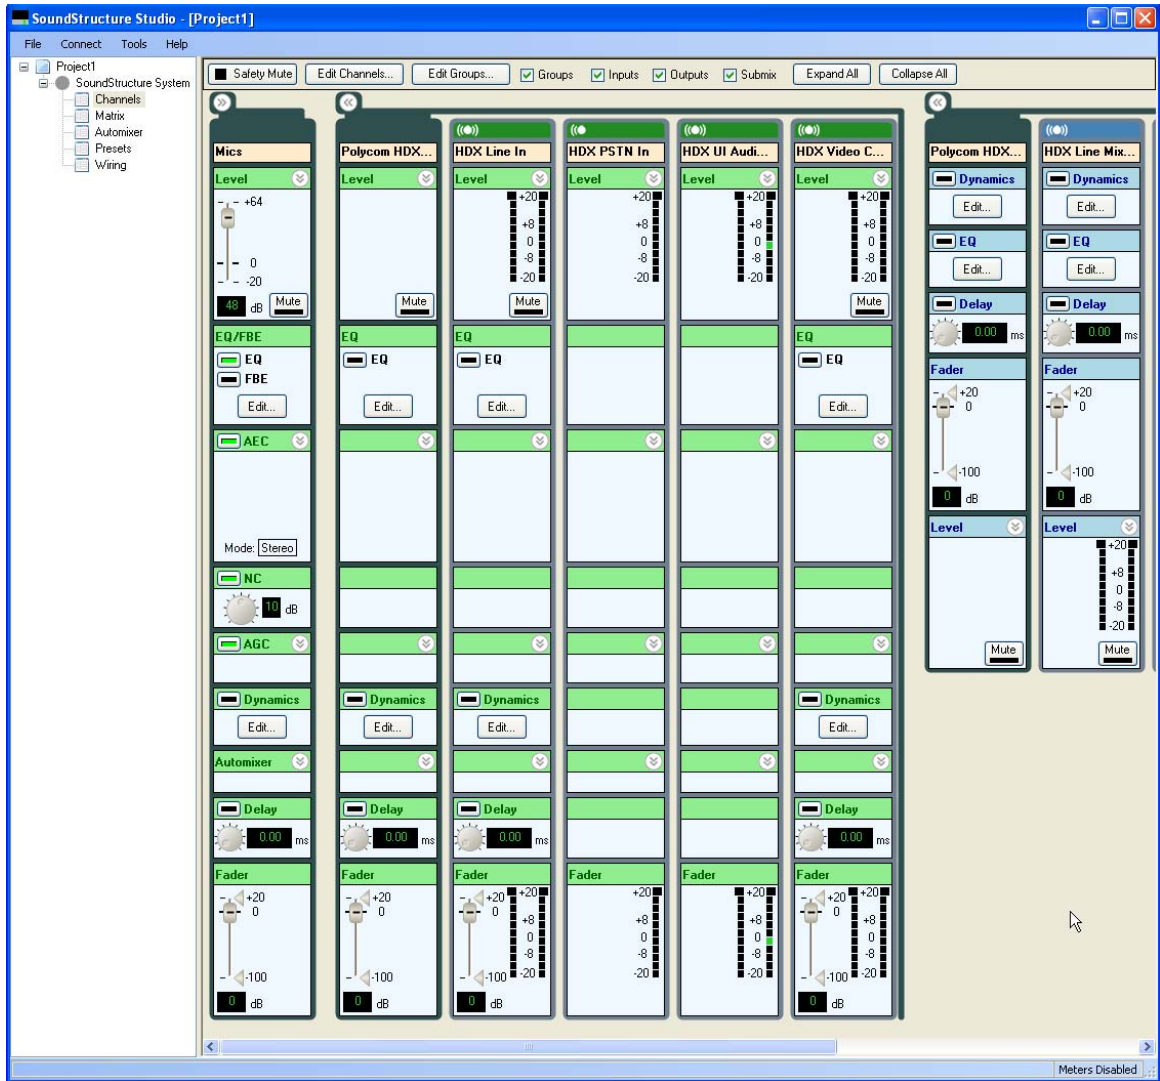 SoundStructure Studio - [Project1]
File Connect Tools Help
Project1
SoundStructure System
Channels
Matrix
Automixer
Presets
Wiring
Safety Mute Edit Channels... Edit Groups... Groups Inputs Outputs Submix Expand All Collapse All
Mics Polycom HDX... HDX Line In HDX PSTN In HDX UI Audi... HDX Video C... Polycom HDX... HDX Line Mix...
Level Level Level Level Level Level Dynamics Dynamics
+64 +20 +20 +20 +20 Edit... Edit...
+8 +8 +8 +8
0 0 0 0 EQ EQ
0 -8 -8 -8 -8 Edit... Edit...
-20 -20 -20 -20 -20
48 dB Mute Mute Mute Mute Delay Delay
EQ/FBE EQ EQ EQ 0.00 ms 0.00 ms
EQ EQ EQ EQ Fader Fader
FBE
Edit... Edit... Edit... Edit... +20 +20
0 0
AEC
-100 -100
0 dB 0 dB
Level Level
Mode: Stereo +20
NC +8
10 dB 0
-8
-20
AGC Mute Mute
Dynamics Dynamics Dynamics Dynamics
Edit... Edit... Edit... Edit...
Automixer
Delay Delay Delay Delay
0.00 ms 0.00 ms 0.00 ms 0.00 ms
Fader Fader Fader Fader Fader Fader
+20 +20 +20 +20 +20 +20 +20 +20
0 0 0 +8 +8 +8 0 +8
0 0 0 0
-8 -8 -8 -8
-100 -100 -100 -20 -20 -20 -100 -20
0 dB 0 dB 0 dB 0 dB
Meters Disabled